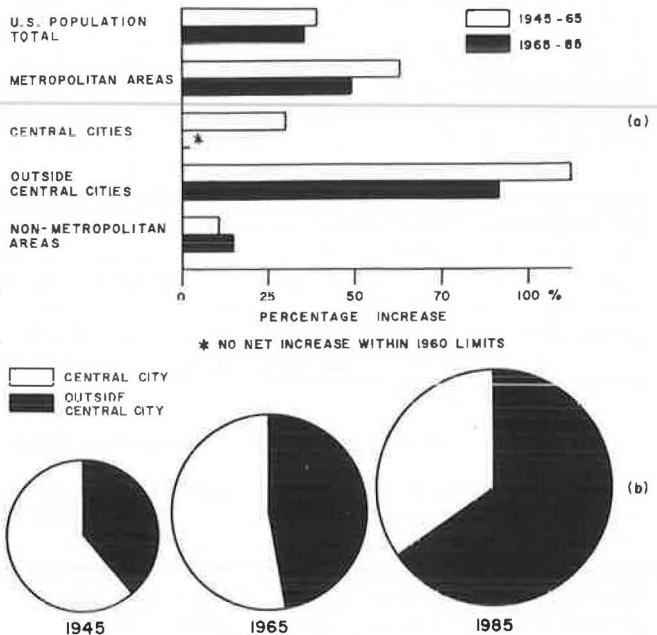 U.S. POPULATION
TOTAL
METROPOLITAN AREAS
CENTRAL CITIES
*
OUTSIDE
CENTRAL CITIES
NON-METROPOLITAN
AREAS
1945-65
1965-85
(a)
0 25 50 75 100 %
PERCENTAGE INCREASE
* NO NET INCREASE WITHIN 1960 LIMITS
CENTRAL CITY
OUTSIDE
CENTRAL CITY
(b)
1945 1965 1985